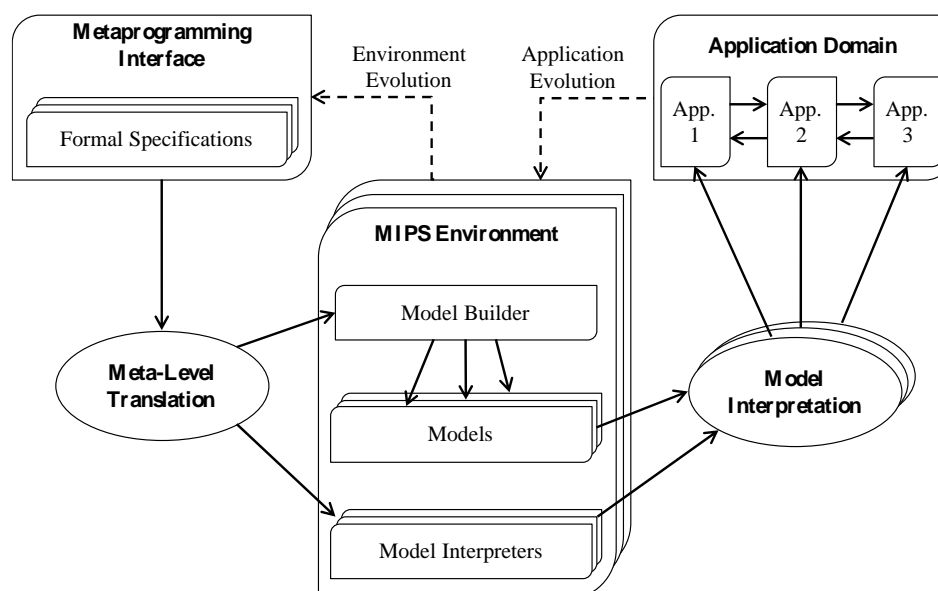 Metaprogramming
Interface
Formal Specifications
Environment
Evolution
Application
Evolution
Application Domain
App.
1
App.
2
App.
3
MIPS Environment
Model Builder
Models
Model Interpreters
Meta-Level
Translation
Model
Interpretation